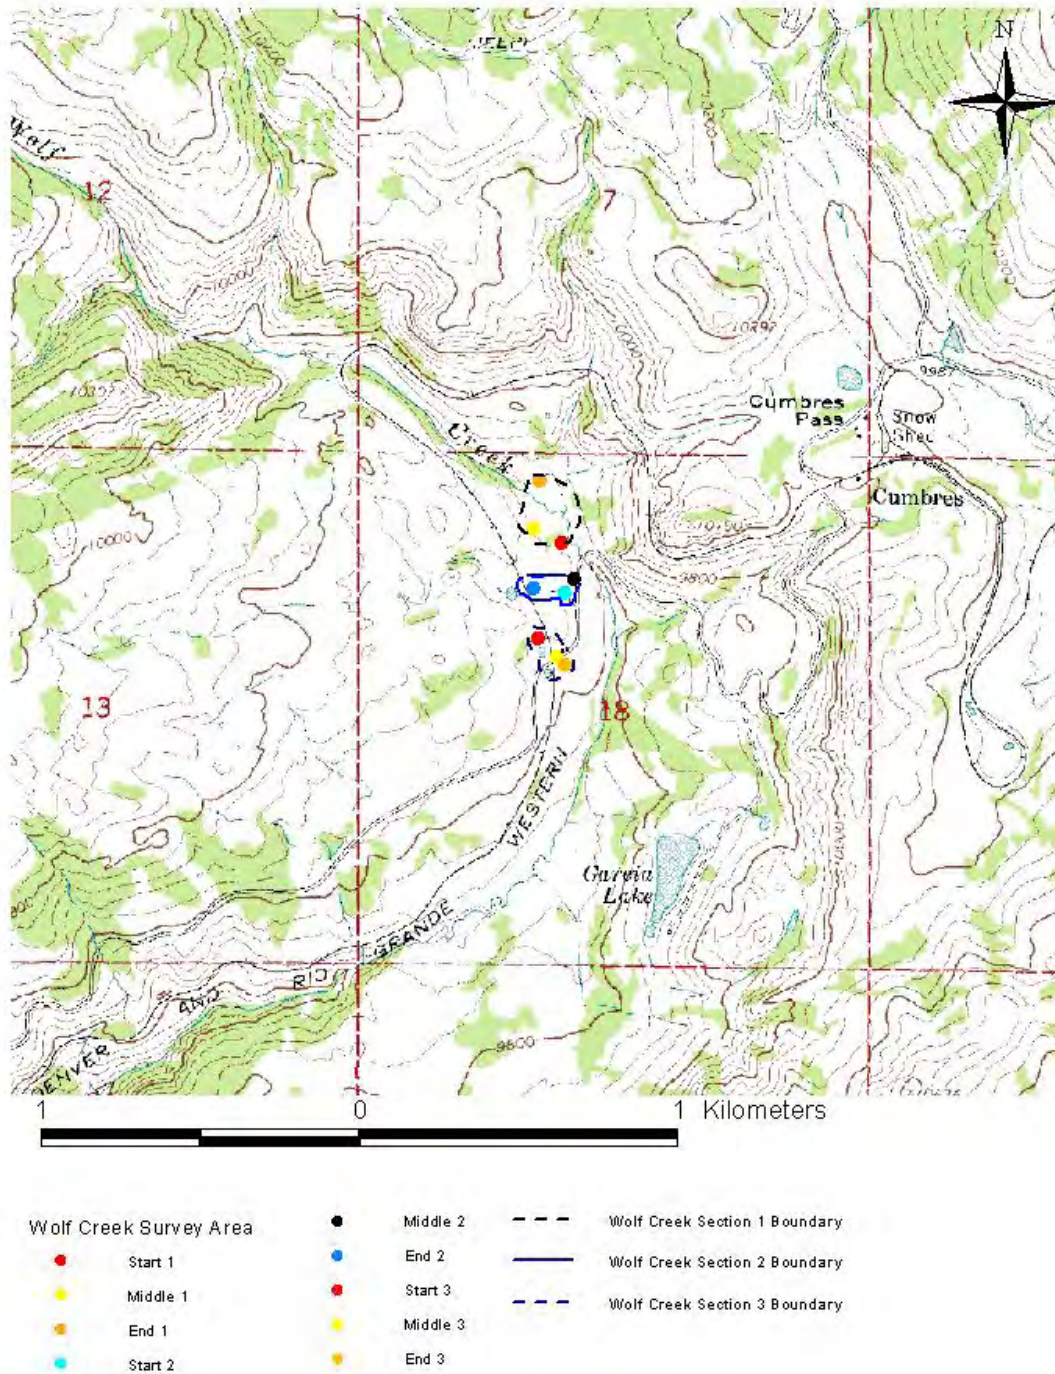 N
Wolf
12
7
10000
10392
9987
Cumbres
Pass
Snow
Shed
Creek
Cumbres
10000
9800
13
18
WESTERN
Garcia
Lake
GRANDE
RIO
AND
DENVER
9800
1 0 1 Kilometers
Wolf Creek Survey Area
Start 1
Middle 1
End 1
Start 2
Middle 2
End 2
Start 3
Middle 3
End 3
Wolf Creek Section 1 Boundary
Wolf Creek Section 2 Boundary
Wolf Creek Section 3 Boundary